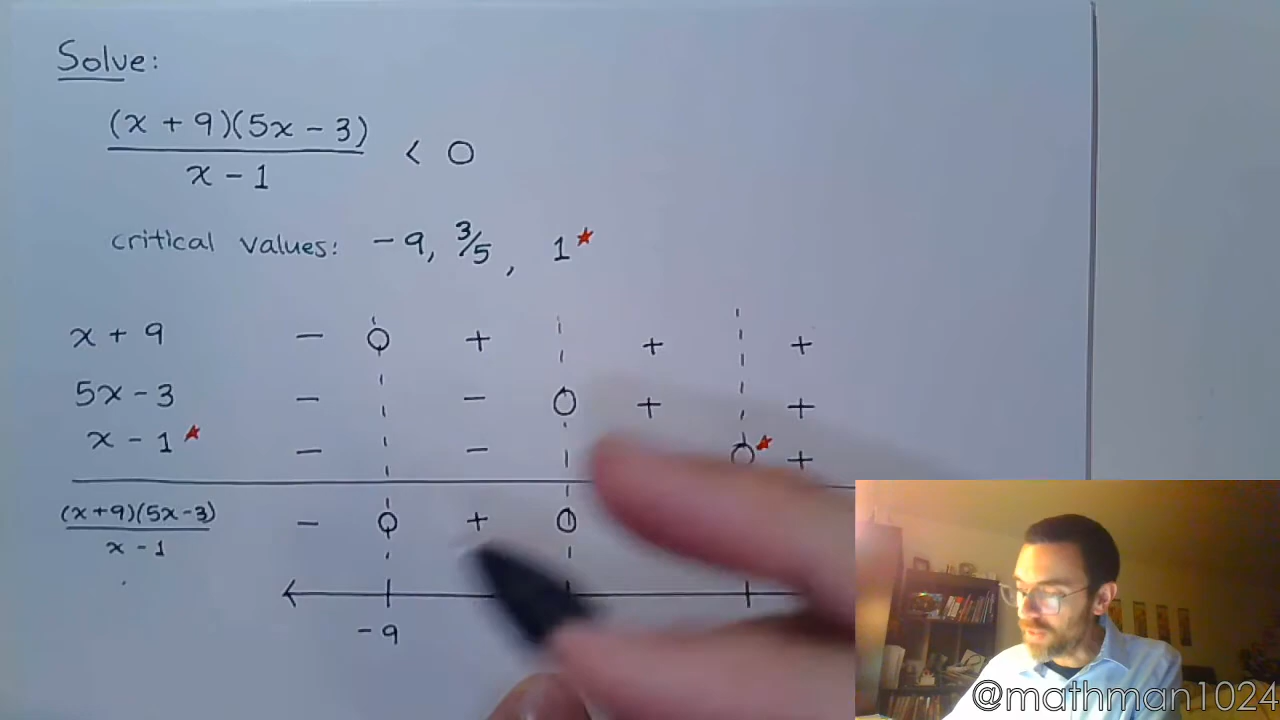 Solve:
(x + 9)(5x - 3)
x - 1
< 0
critical values: -9, 3/5, 1*
x + 9 - 0 + + +
5x - 3 - - 0 + +
x - 1* - - 0* +
(x+9)(5x-3)
x - 1
- 0 + 0
-9
@mathman1024